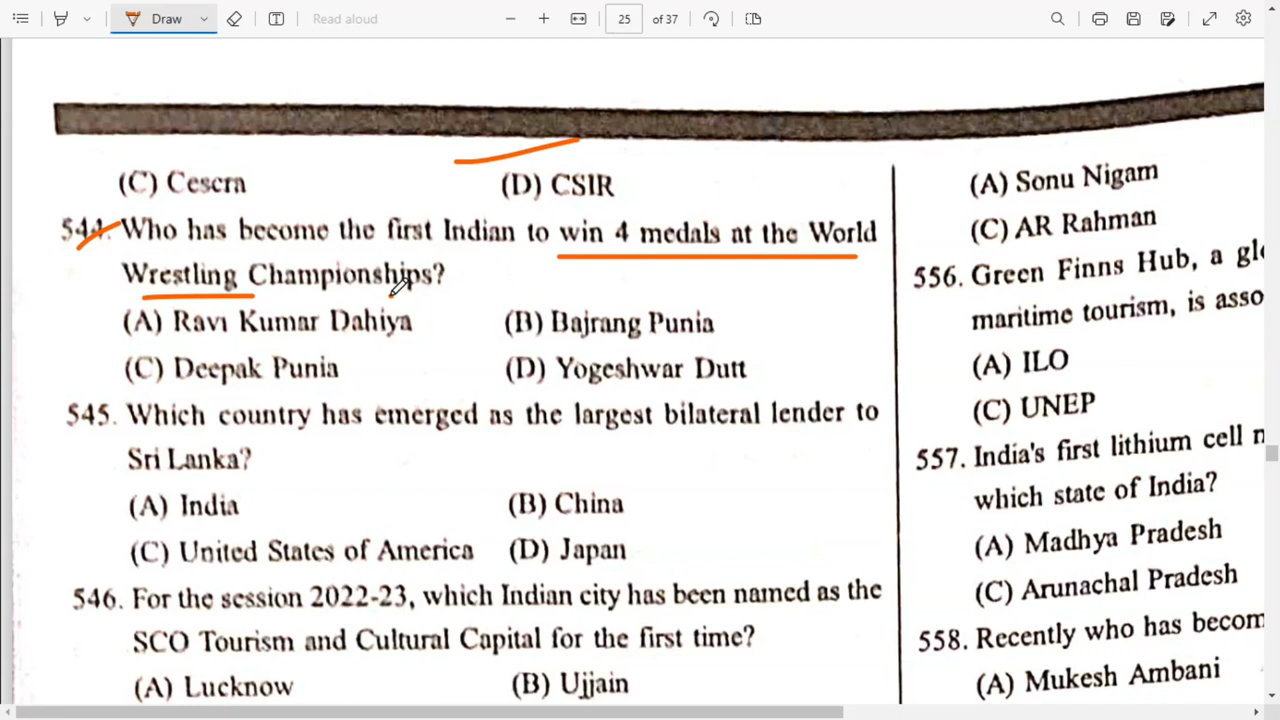 Draw
Read aloud
25
of 37
(C) Cescra
(D) CSIR
544. Who has become the first Indian to win 4 medals at the World
Wrestling Championships?
(A) Ravi Kumar Dahiya
(B) Bajrang Punia
(C) Deepak Punia
(D) Yogeshwar Dutt
545. Which country has emerged as the largest bilateral lender to
Sri Lanka?
(A) India
(B) China
(C) United States of America
(D) Japan
546. For the session 2022-23, which Indian city has been named as the
SCO Tourism and Cultural Capital for the first time?
(A) Lucknow
(B) Ujjain
(A) Sonu Nigam
(C) AR Rahman
556. Green Finns Hub, a gl
maritime tourism, is asso
(A) ILO
(C) UNEP
557. India's first lithium cell
which state of India?
(A) Madhya Pradesh
(C) Arunachal Pradesh
558. Recently who has becom
(A) Mukesh Ambani